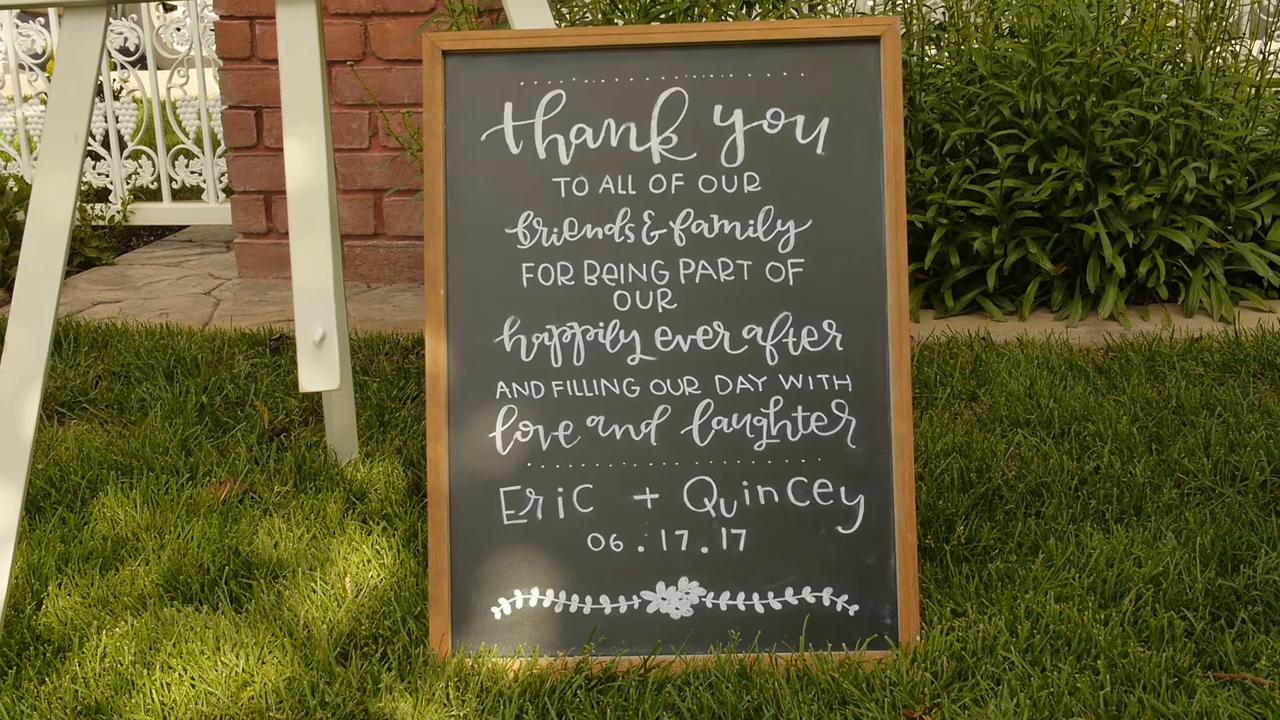 thank you
TO ALL OF OUR
friends & family
FOR BEING PART OF
OUR
happily ever after
AND FILLING OUR DAY WITH
love and laughter
Eric + Quincey
06.17.17